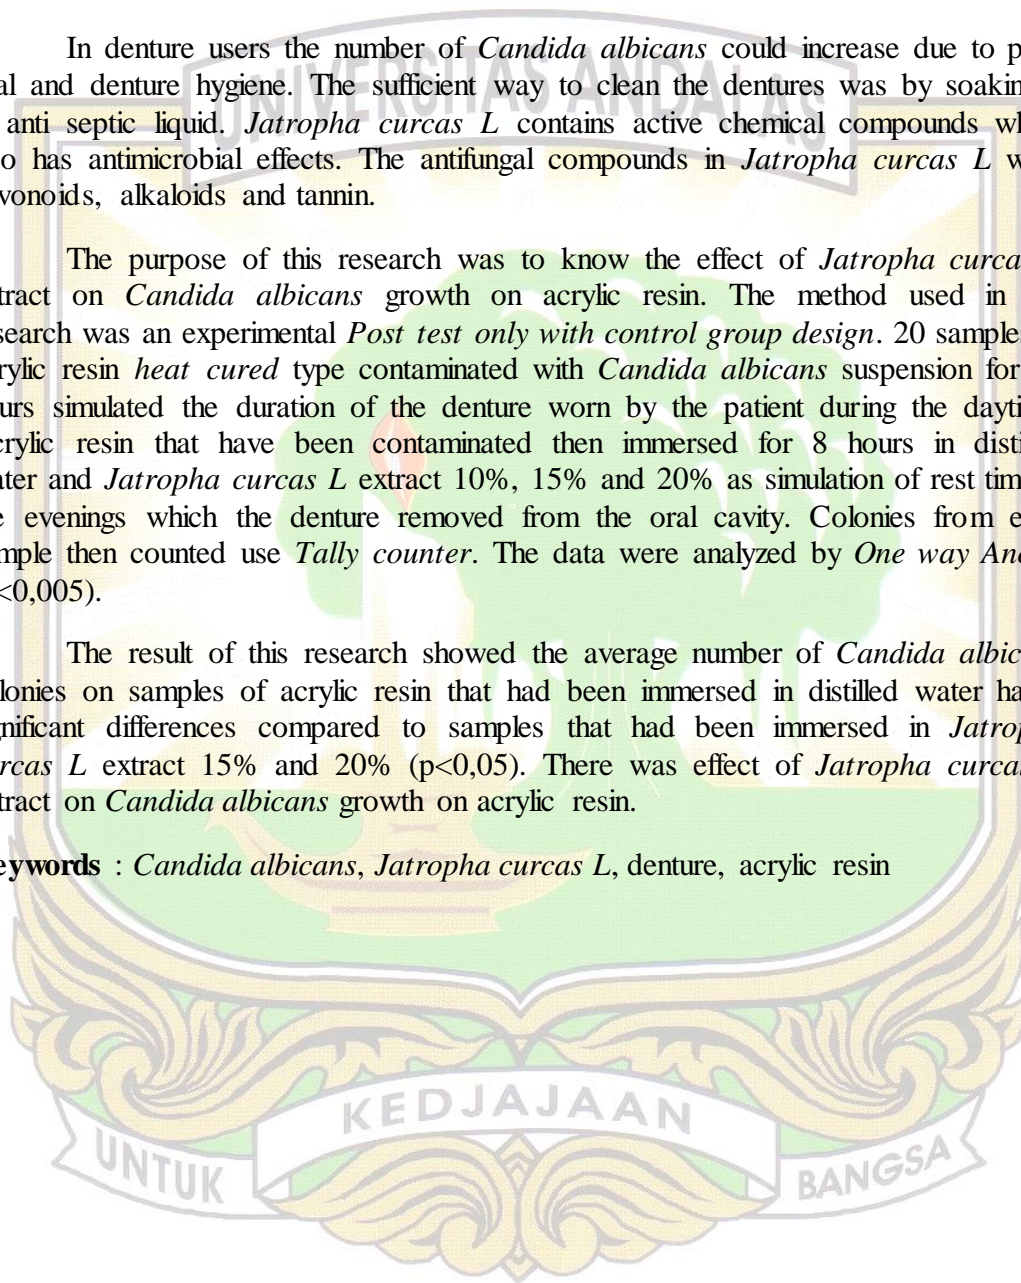 UNIVERSITAS ANDALAS
In denture users the number of Candida albicans could increase due to p
al and denture hygiene. The sufficient way to clean the dentures was by soakin
anti septic liquid. Jatropha curcas L contains active chemical compounds wh
o has antimicrobial effects. The antifungal compounds in Jatropha curcas L w
vonoids, alkaloids and tannin.
The purpose of this research was to know the effect of Jatropha curca
tract on Candida albicans growth on acrylic resin. The method used in
search was an experimental Post test only with control group design. 20 sample
rylic resin heat cured type contaminated with Candida albicans suspension for
urs simulated the duration of the denture worn by the patient during the dayti
crylic resin that have been contaminated then immersed for 8 hours in disti
ater and Jatropha curcas L extract 10%, 15% and 20% as simulation of rest tim
e evenings which the denture removed from the oral cavity. Colonies from e
mple then counted use Tally counter. The data were analyzed by One way Ano
<0,005).
The result of this research showed the average number of Candida albic
lonies on samples of acrylic resin that had been immersed in distilled water ha
gnificant differences compared to samples that had been immersed in Jatrop
rcas L extract 15% and 20% (p<0,05). There was effect of Jatropha curca
tract on Candida albicans growth on acrylic resin.
eywords : Candida albicans, Jatropha curcas L, denture, acrylic resin
UNTUK KEDJAJAAN BANGSA